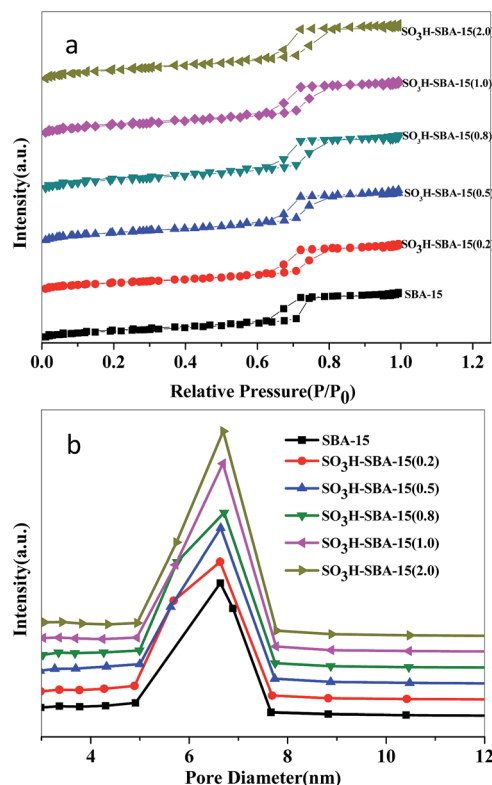 a
SO3H-SBA-15(2.0)
SO3H-SBA-15(1.0)
SO3H-SBA-15(0.8)
SO3H-SBA-15(0.5)
SO3H-SBA-15(0.2)
SBA-15
Intensity(a.u.)
0.0 0.2 0.4 0.6 0.8 1.0 1.2
Relative Pressure(P/P0)
b
SBA-15
SO3H-SBA-15(0.2)
SO3H-SBA-15(0.5)
SO3H-SBA-15(0.8)
SO3H-SBA-15(1.0)
SO3H-SBA-15(2.0)
Intensity(a.u.)
4 6 8 10 12
Pore Diameter(nm)